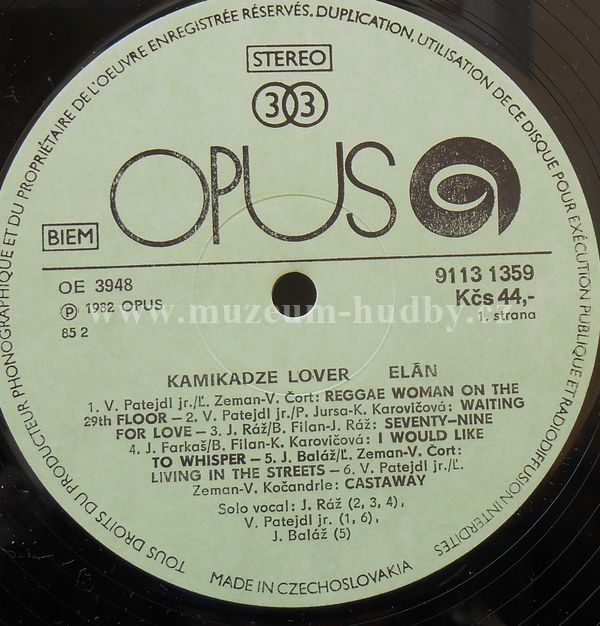 TOUS DROITS DU PRODUCTEUR PHONOGRAPHIQUE ET DU PROPRIÉTAIRE DE L'OEUVRE ENREGISTRÉE RÉSERVÉS. DUPLICATION, UTILISATION DE CE DISQUE POUR EXÉCUTION PUBLIQUE ET RADIODIFFUSION INTERDITES
STEREO
33
OPUS
BIEM
OE 3948
9113 1359
Ⓟ 1982 OPUS
Kčs 44,-
85 2
1. strana
www.muzeum-hudby.
KAMIKADZE LOVER ELÁN
1. V. Patejdl jr./Ľ. Zeman-V. Čort: REGGAE WOMAN ON THE
29th FLOOR — 2. V. Patejdl jr./P. Jursa-K. Karovičová: WAITING
FOR LOVE — 3. J. Ráž/B. Filan-J. Ráž: SEVENTY-NINE
4. J. Farkaš/B. Filan-K. Karovičová: I WOULD LIKE
TO WHISPER — 5. J. Baláž/Ľ. Zeman-V. Čort:
LIVING IN THE STREETS — 6. V. Patejdl jr./Ľ.
Zeman-V. Kočandrle: CASTAWAY
Solo vocal: J. Ráž (2, 3, 4),
V. Patejdl jr. (1, 6),
J. Baláž (5)
MADE IN CZECHOSLOVAKIA